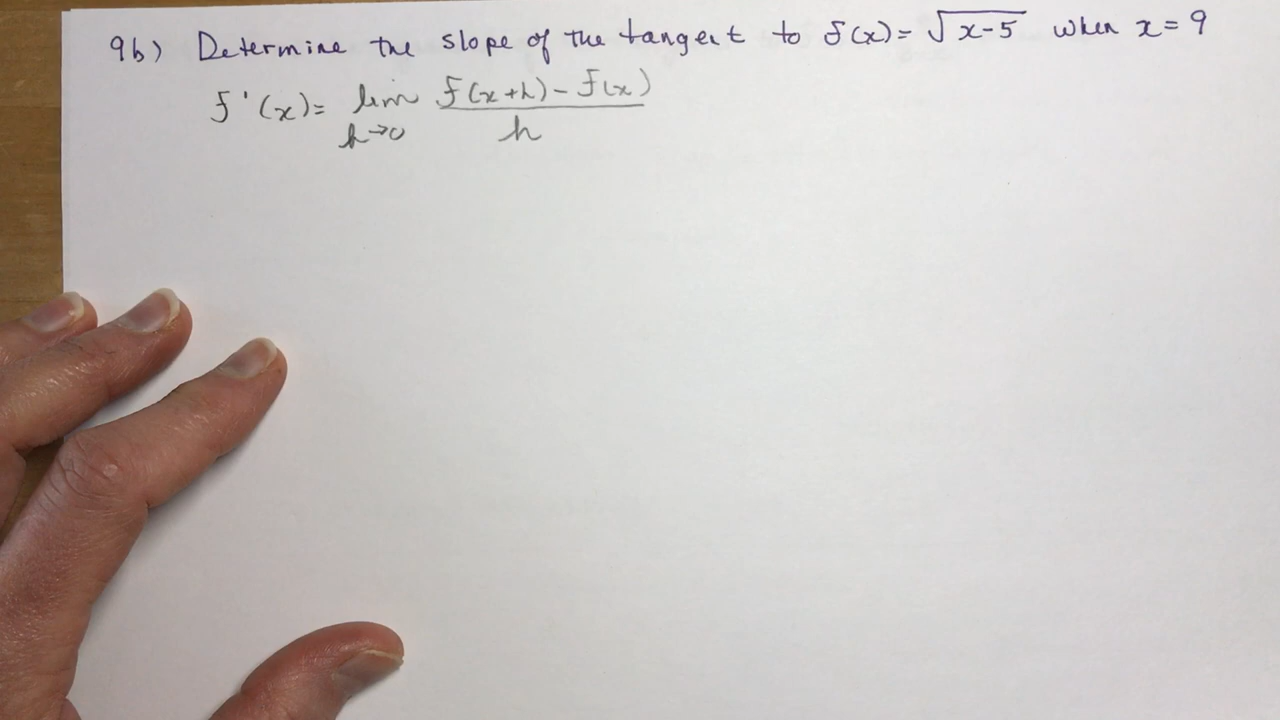 9b) Determine the slope of the tangent to f(x)= √x-5 when x=9
f'(x)= lim h→0 f(x+h)-f(x) / h